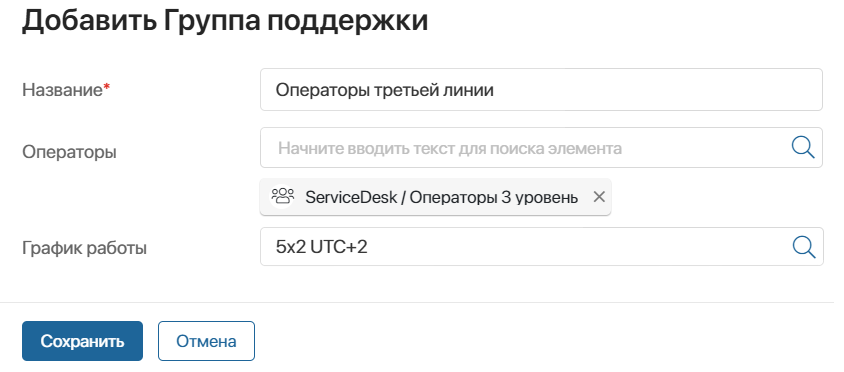 Добавить Группа поддержки
Название* Операторы третьей линии
Операторы Начните вводить текст для поиска элемента
ServiceDesk / Операторы 3 уровень
График работы 5x2 UTC+2
Сохранить Отмена